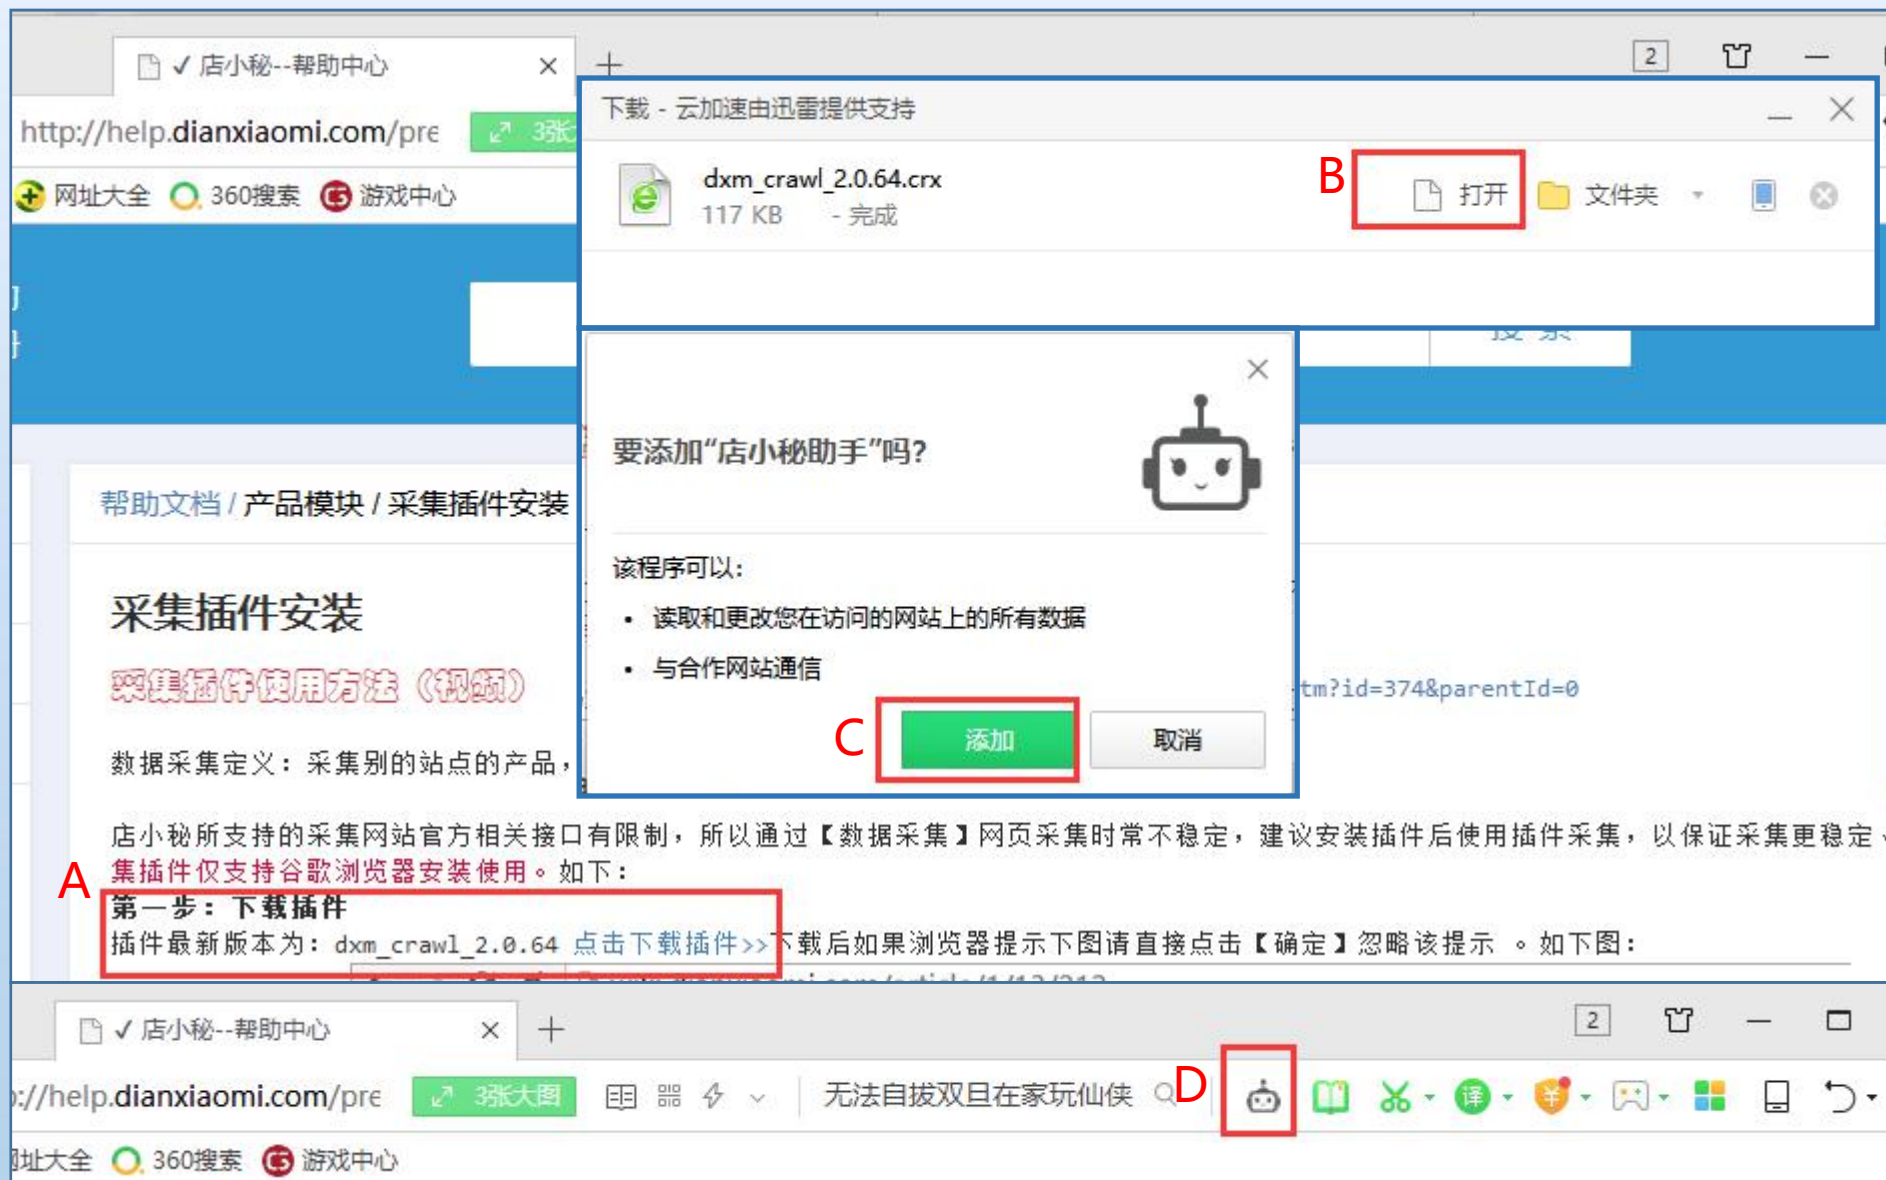 ✓ 店小秘--帮助中心
2
http://help.dianxiaomi.com/pre
3张
网址大全 360搜索 游戏中心
下载 - 云加速由迅雷提供支持
dxm_crawl_2.0.64.crx
117 KB - 完成
B
打开
文件夹
要添加“店小秘助手”吗?
该程序可以:
• 读取和更改您在访问的网站上的所有数据
• 与合作网站通信
C
添加
取消
帮助文档 / 产品模块 / 采集插件安装
采集插件安装
采集插件使用方法（视频）
tm?id=374&parentId=0
数据采集定义：采集别的站点的产品，
店小秘所支持的采集网站官方相关接口有限制，所以通过【数据采集】网页采集时常不稳定，建议安装插件后使用插件采集，以保证采集更稳定
A
集插件仅支持谷歌浏览器安装使用。如下：
第一步：下载插件
插件最新版本为：dxm_crawl_2.0.64 点击下载插件>>下载后如果浏览器提示下图请直接点击【确定】忽略该提示 。如下图：
✓ 店小秘--帮助中心
2
://help.dianxiaomi.com/pre
3张大图
无法自拔双旦在家玩仙侠
D
译
址大全 360搜索 游戏中心